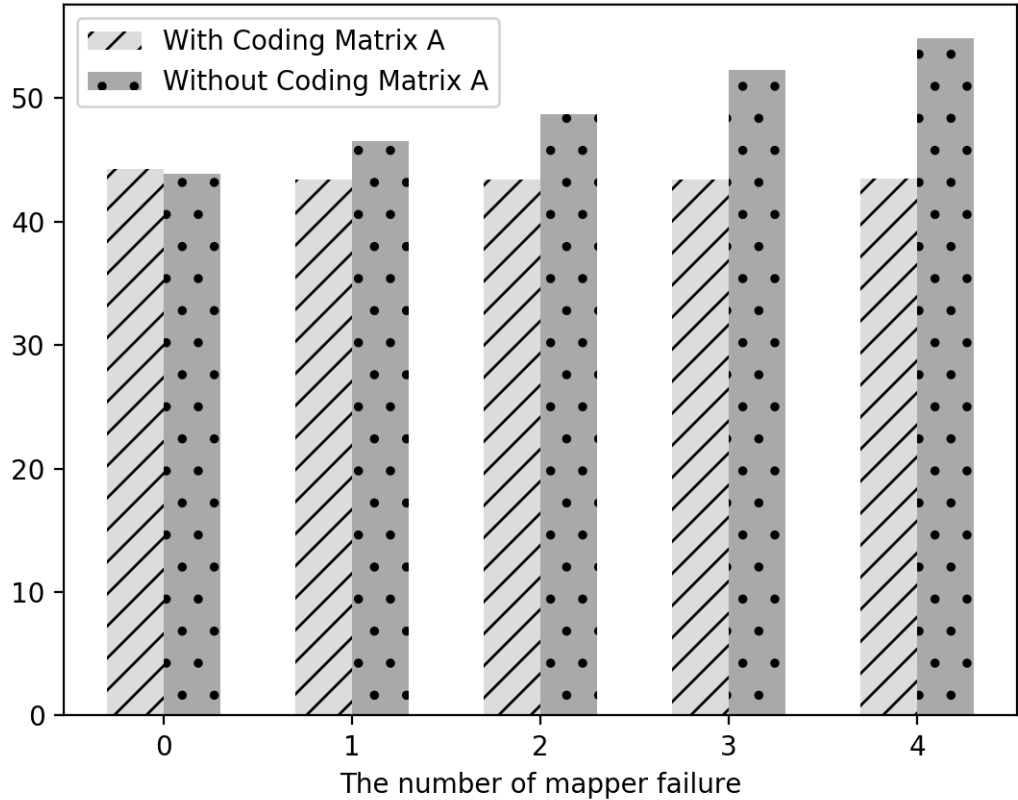 With Coding Matrix A
Without Coding Matrix A
50
40
30
20
10
0
0 1 2 3 4
The number of mapper failure